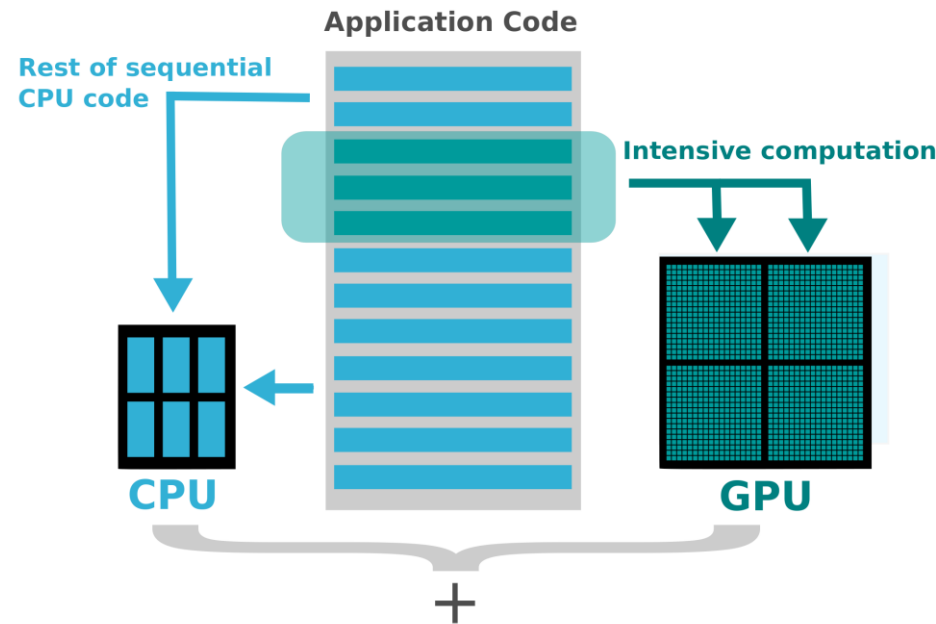 Application Code
Rest of sequential
CPU code
Intensive computation
CPU
GPU
+